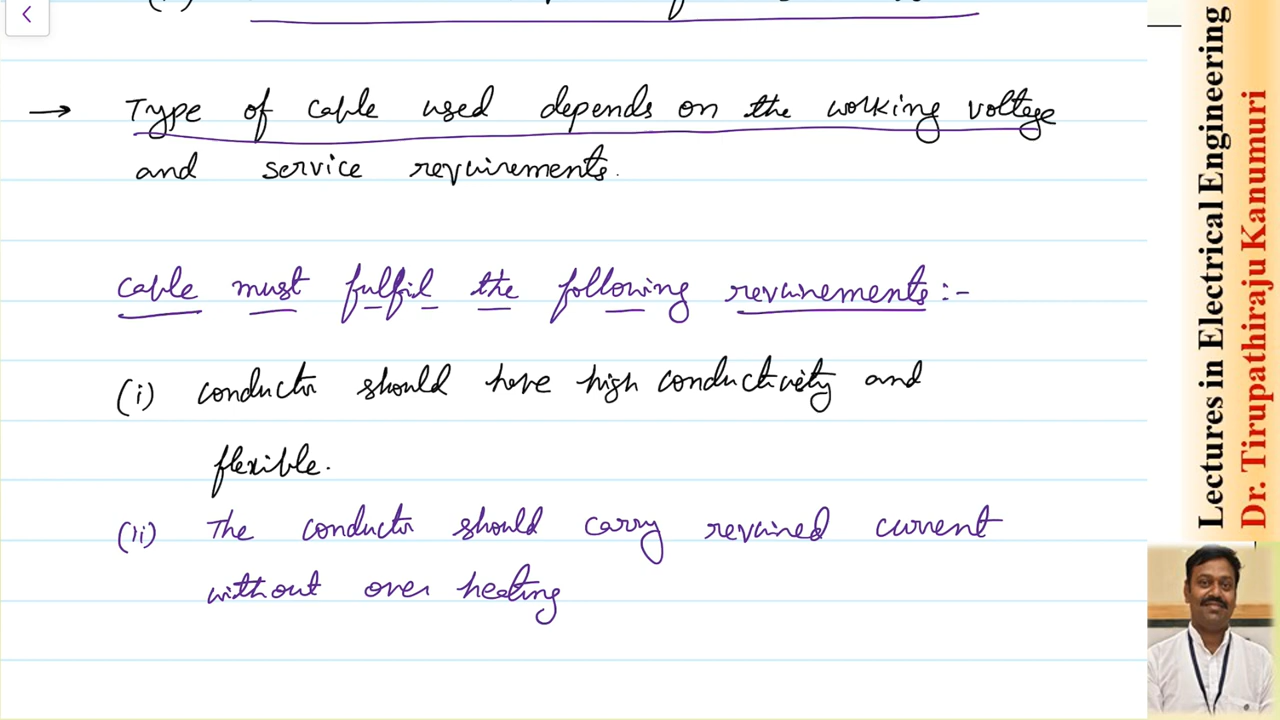 → Type of cable used depends on the working voltage
and service requirements.
cable must fulfil the following requirements:-
(i) conductor should have high conductivity and
flexible.
(ii) The conductor should carry required current
without over heating
Lectures in Electrical Engineering
Dr. Tirupathiraju Kanumuri